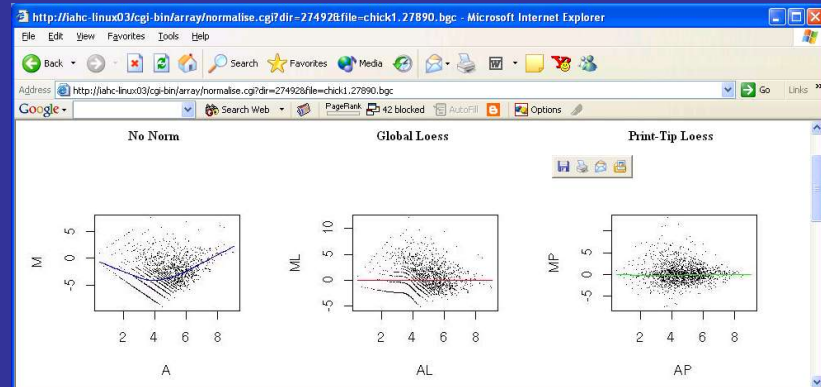 http://iahc-linux03/cgi-bin/array/normalise.cgi?dir=27492&file=chick1.27890.bgc - Microsoft Internet Explorer
File Edit View Favorites Tools Help
Back Search Favorites Media
Address http://iahc-linux03/cgi-bin/array/normalise.cgi?dir=27492&file=chick1.27890.bgc Go Links »
Google Search Web PageRank 42 blocked AutoFill Options
No Norm Global Loess Print-Tip Loess
M 5 0 -5
2 4 6 8
A
ML 10 5 0 -5
2 4 6 8
AL
MP 5 0 -5
2 4 6 8
AP